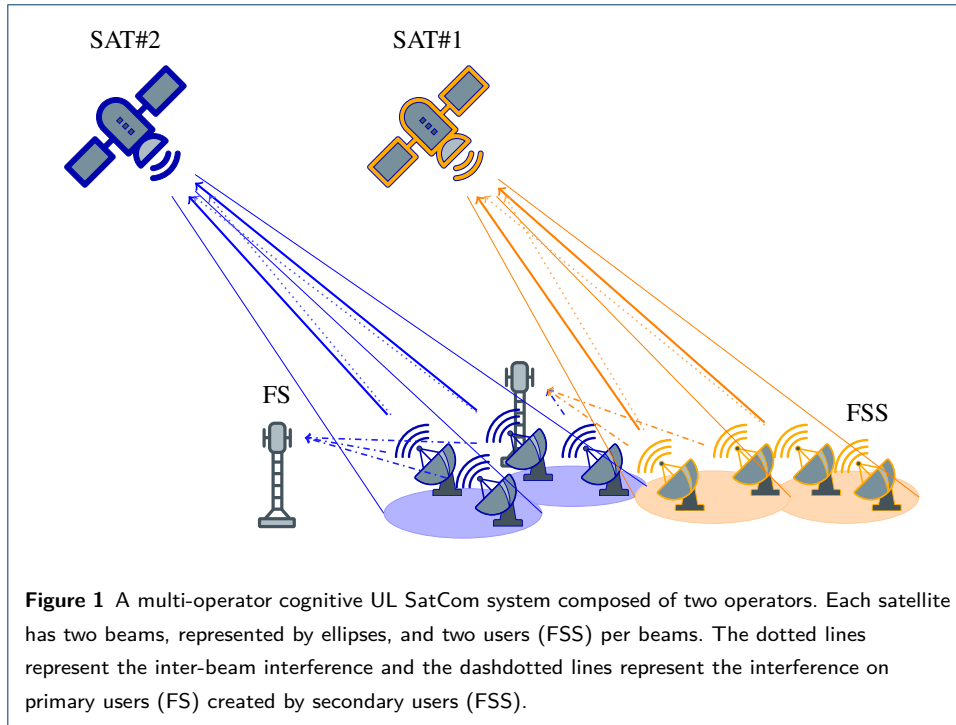 SAT#2
SAT#1
FS
FSS
Figure 1 A multi-operator cognitive UL SatCom system composed of two operators. Each satellite
has two beams, represented by ellipses, and two users (FSS) per beams. The dotted lines
represent the inter-beam interference and the dashdotted lines represent the interference on
primary users (FS) created by secondary users (FSS).